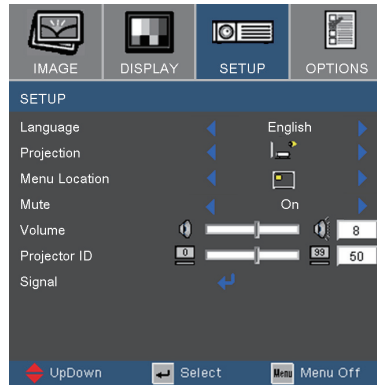 IMAGE DISPLAY SETUP OPTIONS
SETUP
Language English
Projection
Menu Location
Mute On
Volume 8
Projector ID 0 99 50
Signal
UpDown Select Menu Menu Off